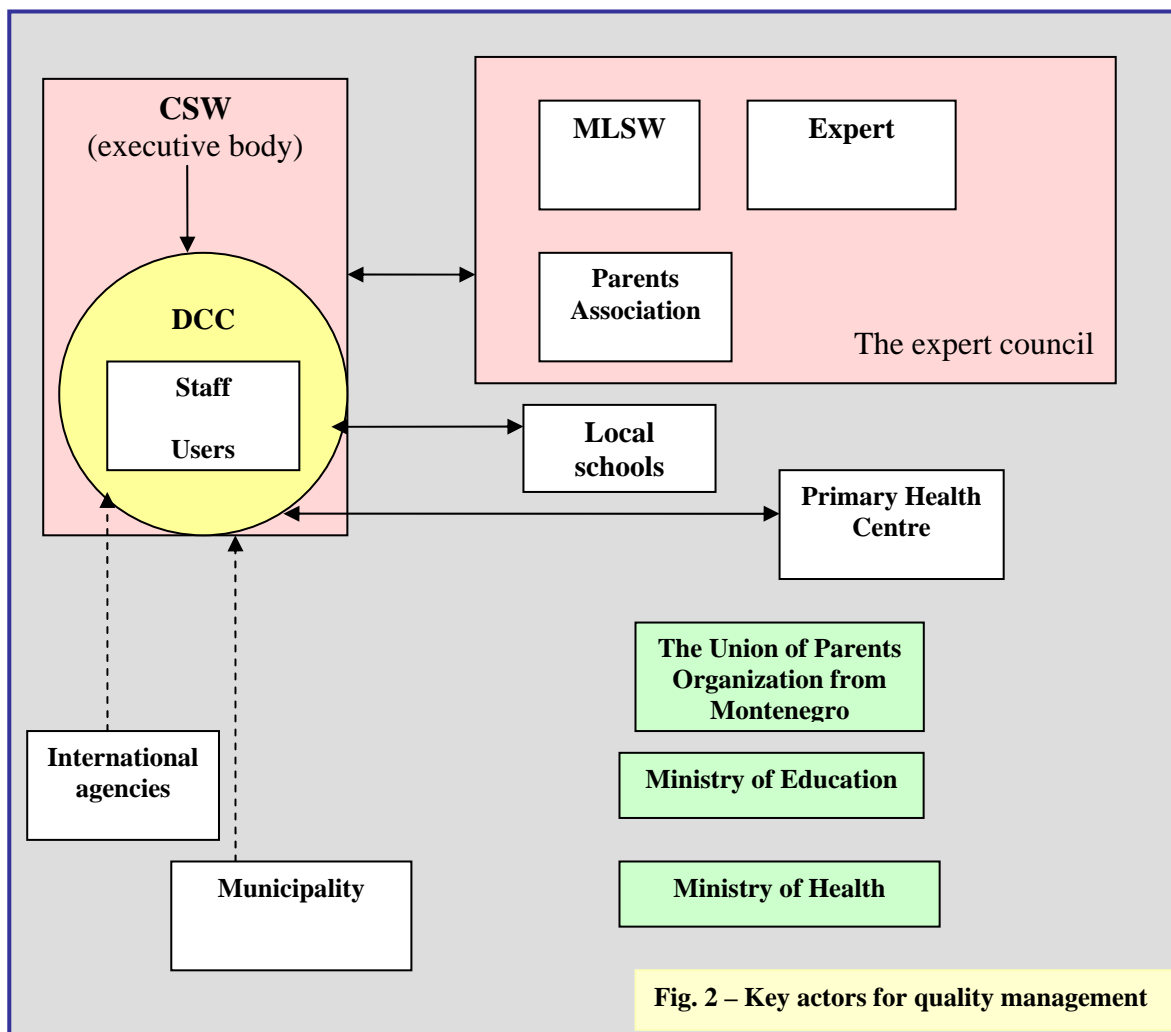 CSW
(executive body)
DCC
Staff
Users
MLSW
Expert
Parents
Association
The expert council
Local
schools
Primary Health
Centre
The Union of Parents
Organization from
Montenegro
International
agencies
Ministry of Education
Municipality
Ministry of Health
Fig. 2 – Key actors for quality management